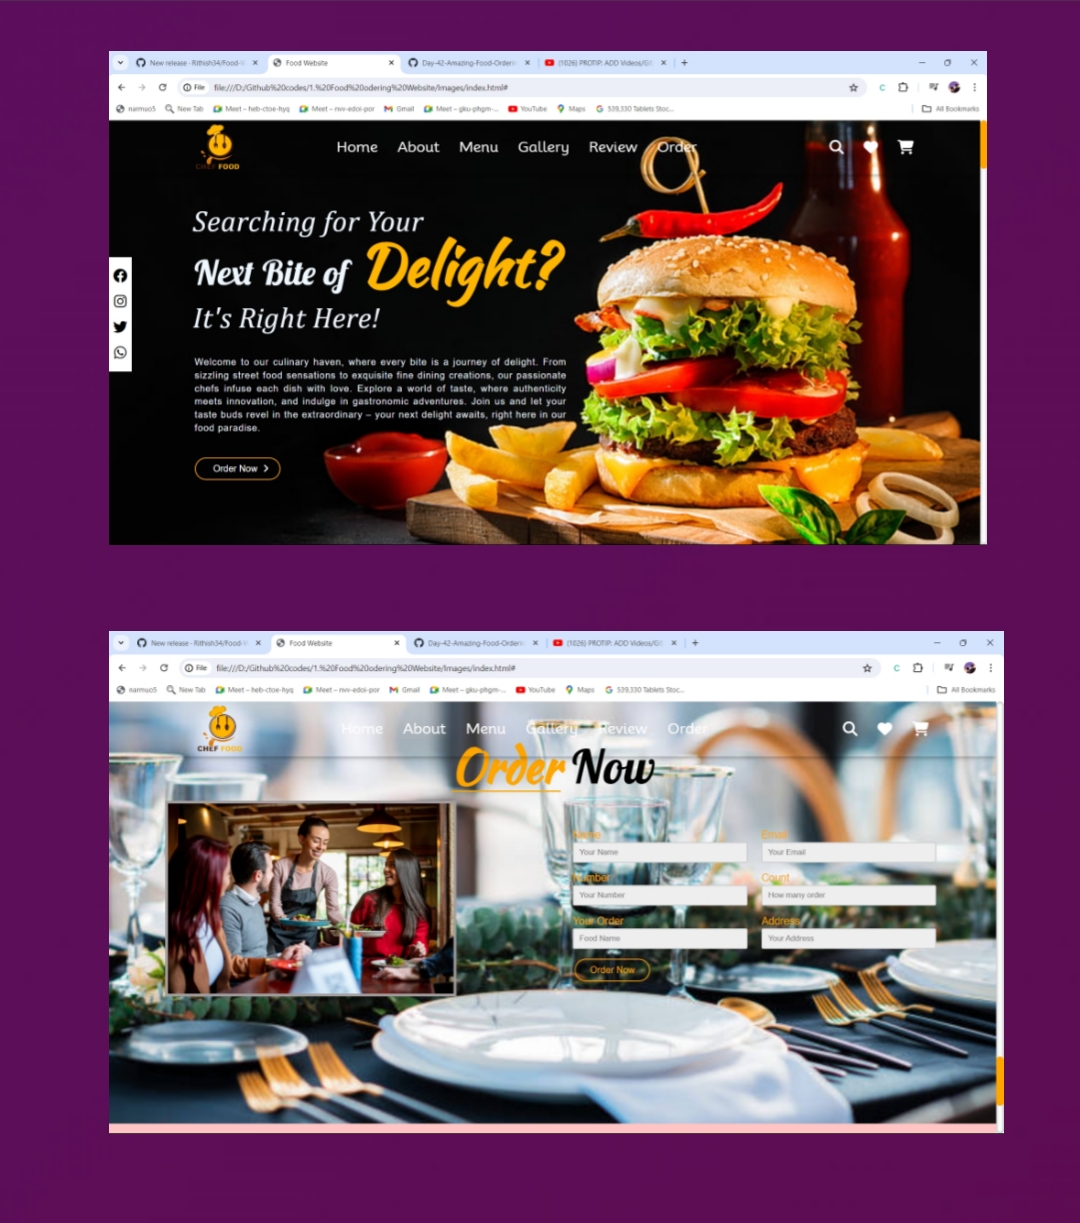 New release · Rithish34/Food-W
Food Website
Day-42-Amazing-Food-Orderin
(1026) PROTIP: ADD Videos/GI
File
file:///D:/Github%20codes/1.%20Food%20odering%20Website/Images/index.html#
narmuo5
New Tab
Meet – heb-ctoe-hyq
Meet – nvv-edoi-por
Gmail
Meet – gku-phgm-...
YouTube
Maps
539,330 Tablets Stoc...
All Bookmarks
CHEF FOOD
Home
About
Menu
Gallery
Review
Order
Searching for Your
Next Bite of Delight?
It's Right Here!
Welcome to our culinary haven, where every bite is a journey of delight. From
sizzling street food sensations to exquisite fine dining creations, our passionate
chefs infuse each dish with love. Explore a world of taste, where authenticity
meets innovation, and indulge in gastronomic adventures. Join us and let your
taste buds revel in the extraordinary – your next delight awaits, right here in our
food paradise.
Order Now
New release · Rithish34/Food-W
Food Website
Day-42-Amazing-Food-Orderin
(1026) PROTIP: ADD Videos/GI
File
file:///D:/Github%20codes/1.%20Food%20odering%20Website/Images/index.html#
narmuo5
New Tab
Meet – heb-ctoe-hyq
Meet – nvv-edoi-por
Gmail
Meet – gku-phgm-...
YouTube
Maps
539,330 Tablets Stoc...
All Bookmarks
CHEF FOOD
Home
About
Menu
Gallery
Review
Order
Order Now
Name
Email
Your Name
Your Email
Number
Count
Your Number
How many order
Your Order
Address
Food Name
Your Address
Order Now